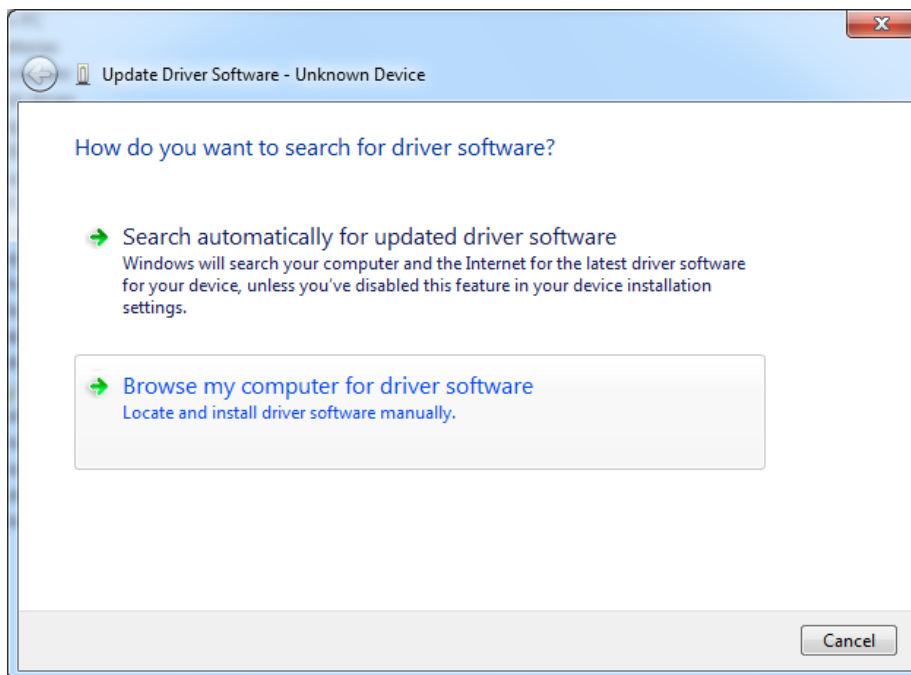 Update Driver Software - Unknown Device
How do you want to search for driver software?
Search automatically for updated driver software
Windows will search your computer and the Internet for the latest driver software
for your device, unless you've disabled this feature in your device installation
settings.
Browse my computer for driver software
Locate and install driver software manually.
Cancel